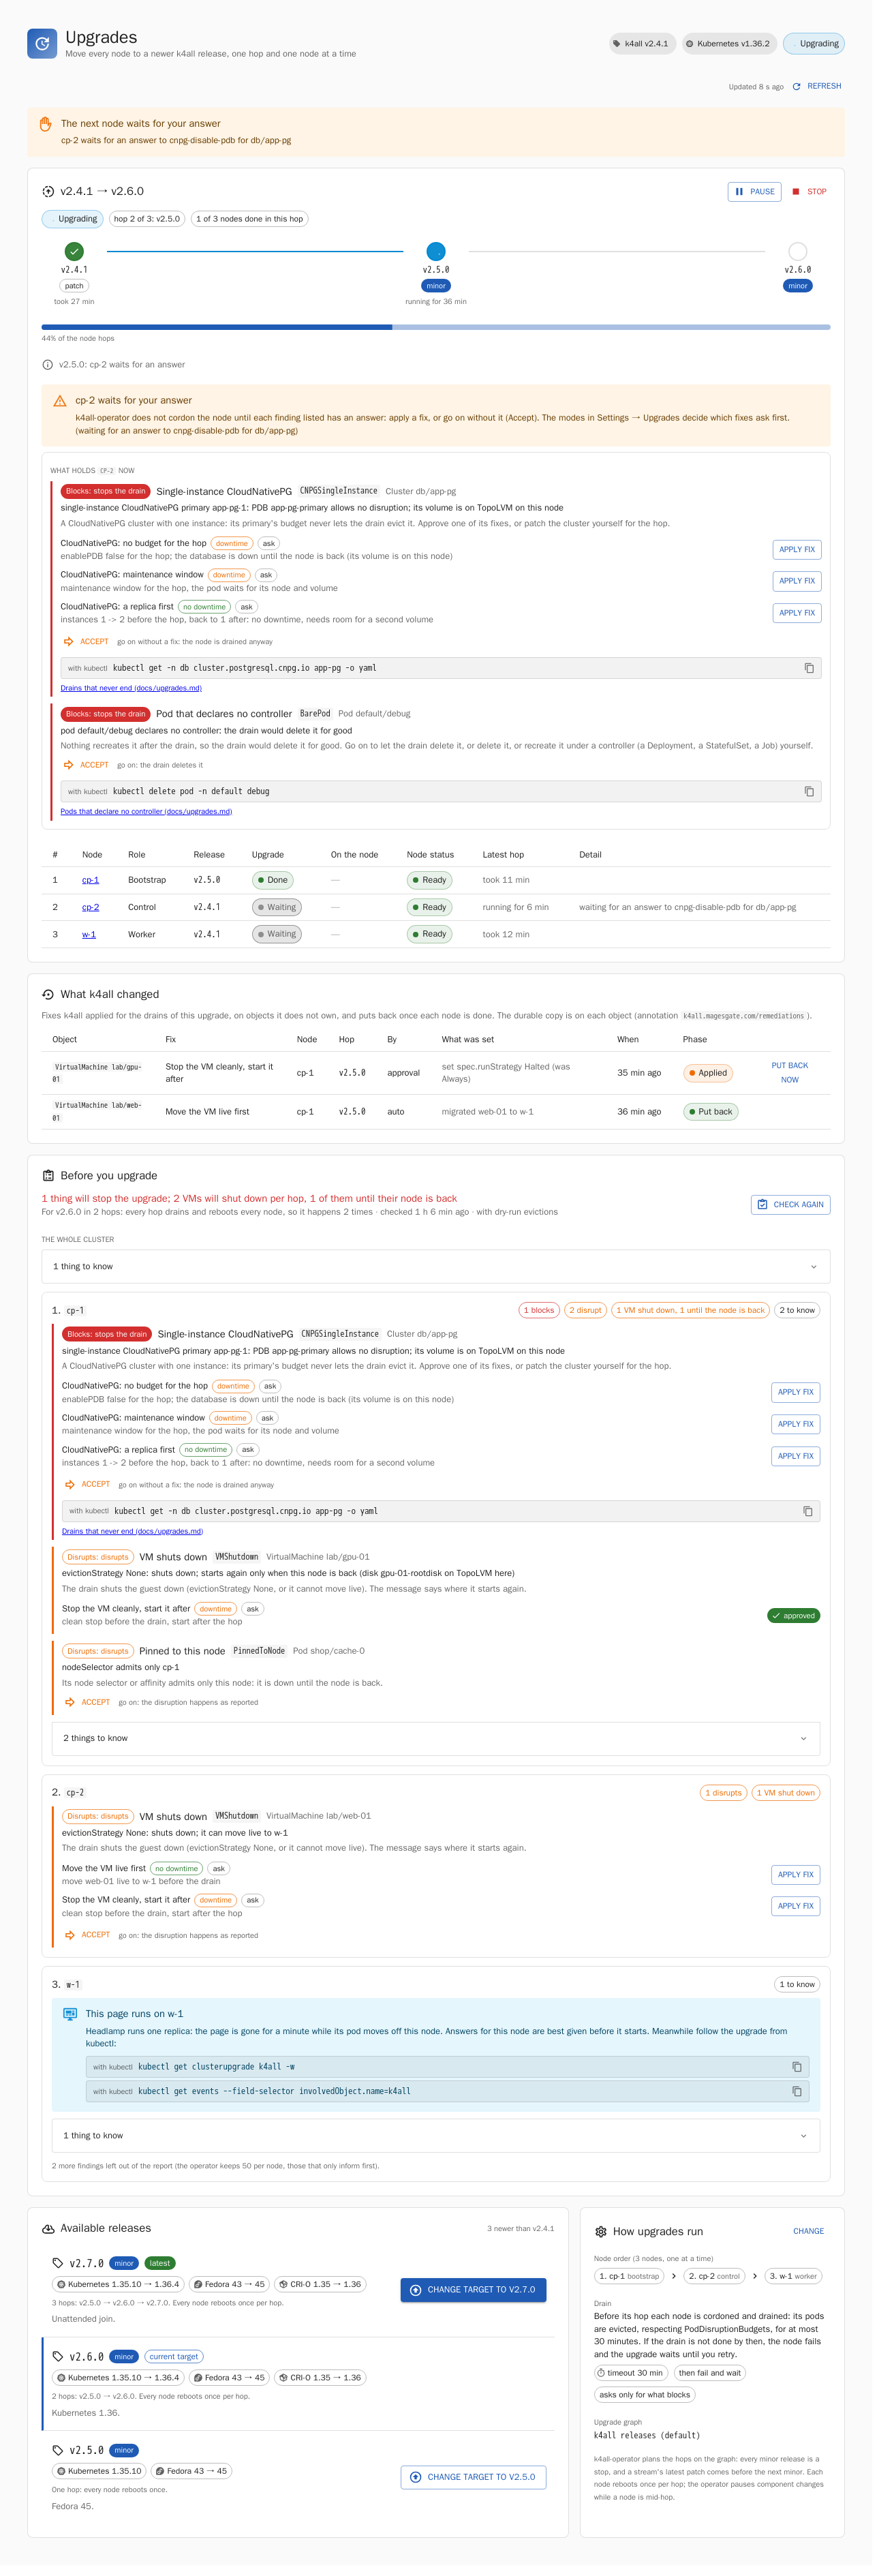 Upgrades
Move every node to a newer k4all release, one hop and one node at a time
k4all v2.4.1
Kubernetes v1.36.2
Upgrading
Updated 8 s ago
REFRESH
The next node waits for your answer
cp-2 waits for an answer to cnpg-disable-pdb for db/app-pg
v2.4.1 → v2.6.0
PAUSE
STOP
Upgrading
hop 2 of 3: v2.5.0
1 of 3 nodes done in this hop
v2.4.1
v2.5.0
v2.6.0
patch
minor
minor
took 27 min
running for 36 min
44% of the node hops
v2.5.0: cp-2 waits for an answer
cp-2 waits for your answer
k4all-operator does not cordon the node until each finding listed has an answer: apply a fix, or go on without it (Accept). The modes in Settings → Upgrades decide which fixes ask first.
(waiting for an answer to cnpg-disable-pdb for db/app-pg)
WHAT HOLDS CP-2 NOW
Blocks: stops the drain Single-instance CloudNativePG CNPGSingleInstance Cluster db/app-pg
single-instance CloudNativePG primary app-pg-1: PDB app-pg-primary allows no disruption; its volume is on TopoLVM on this node
A CloudNativePG cluster with one instance: its primary's budget never lets the drain evict it. Approve one of its fixes, or patch the cluster yourself for the hop.
CloudNativePG: no budget for the hop downtime ask
enablePDB false for the hop; the database is down until the node is back (its volume is on this node)
APPLY FIX
CloudNativePG: maintenance window downtime ask
maintenance window for the hop, the pod waits for its node and volume
APPLY FIX
CloudNativePG: a replica first no downtime ask
instances 1 -> 2 before the hop, back to 1 after: no downtime, needs room for a second volume
APPLY FIX
ACCEPT go on without a fix: the node is drained anyway
with kubectl kubectl get -n db cluster.postgresql.cnpg.io app-pg -o yaml
Drains that never end (docs/upgrades.md)
Blocks: stops the drain Pod that declares no controller BarePod Pod default/debug
pod default/debug declares no controller: the drain would delete it for good
Nothing recreates it after the drain, so the drain would delete it for good. Go on to let the drain delete it, or delete it, or recreate it under a controller (a Deployment, a StatefulSet, a Job) yourself.
ACCEPT go on: the drain deletes it
with kubectl kubectl delete pod -n default debug
Pods that declare no controller (docs/upgrades.md)
# Node Role Release Upgrade On the node Node status Latest hop Detail
1 cp-1 Bootstrap v2.5.0 Done — Ready took 11 min
2 cp-2 Control v2.4.1 Waiting — Ready running for 6 min waiting for an answer to cnpg-disable-pdb for db/app-pg
3 w-1 Worker v2.4.1 Waiting — Ready took 12 min
What k4all changed
Fixes k4all applied for the drains of this upgrade, on objects it does not own, and puts back once each node is done. The durable copy is on each object (annotation k4all.magesgate.com/remediations ).
Object Fix Node Hop By What was set When Phase
VirtualMachine lab/gpu-01 Stop the VM cleanly, start it after cp-1 v2.5.0 approval set spec.runStrategy Halted (was Always) 35 min ago Applied PUT BACK NOW
VirtualMachine lab/web-01 Move the VM live first cp-1 v2.5.0 auto migrated web-01 to w-1 36 min ago Put back
Before you upgrade
1 thing will stop the upgrade; 2 VMs will shut down per hop, 1 of them until their node is back
For v2.6.0 in 2 hops: every hop drains and reboots every node, so it happens 2 times · checked 1 h 6 min ago · with dry-run evictions
CHECK AGAIN
THE WHOLE CLUSTER
1 thing to know
1. cp-1
1 blocks
2 disrupt
1 VM shut down, 1 until the node is back
2 to know
Blocks: stops the drain Single-instance CloudNativePG CNPGSingleInstance Cluster db/app-pg
single-instance CloudNativePG primary app-pg-1: PDB app-pg-primary allows no disruption; its volume is on TopoLVM on this node
A CloudNativePG cluster with one instance: its primary's budget never lets the drain evict it. Approve one of its fixes, or patch the cluster yourself for the hop.
CloudNativePG: no budget for the hop downtime ask
enablePDB false for the hop; the database is down until the node is back (its volume is on this node)
APPLY FIX
CloudNativePG: maintenance window downtime ask
maintenance window for the hop, the pod waits for its node and volume
APPLY FIX
CloudNativePG: a replica first no downtime ask
instances 1 -> 2 before the hop, back to 1 after: no downtime, needs room for a second volume
APPLY FIX
ACCEPT go on without a fix: the node is drained anyway
with kubectl kubectl get -n db cluster.postgresql.cnpg.io app-pg -o yaml
Drains that never end (docs/upgrades.md)
Disrupts: disrupts VM shuts down VMShutdown VirtualMachine lab/gpu-01
evictionStrategy None: shuts down; starts again only when this node is back (disk gpu-01-rootdisk on TopoLVM here)
The drain shuts the guest down (evictionStrategy None, or it cannot move live). The message says where it starts again.
Stop the VM cleanly, start it after downtime ask
clean stop before the drain, start after the hop
approved
Disrupts: disrupts Pinned to this node PinnedToNode Pod shop/cache-0
nodeSelector admits only cp-1
Its node selector or affinity admits only this node: it is down until the node is back.
ACCEPT go on: the disruption happens as reported
2 things to know
2. cp-2
1 disrupts
1 VM shut down
Disrupts: disrupts VM shuts down VMShutdown VirtualMachine lab/web-01
evictionStrategy None: shuts down; it can move live to w-1
The drain shuts the guest down (evictionStrategy None, or it cannot move live). The message says where it starts again.
Move the VM live first no downtime ask
move web-01 live to w-1 before the drain
APPLY FIX
Stop the VM cleanly, start it after downtime ask
clean stop before the drain, start after the hop
APPLY FIX
ACCEPT go on: the disruption happens as reported
3. w-1
1 to know
This page runs on w-1
Headlamp runs one replica: the page is gone for a minute while its pod moves off this node. Answers for this node are best given before it starts. Meanwhile follow the upgrade from
kubectl:
with kubectl kubectl get clusterupgrade k4all -w
with kubectl kubectl get events --field-selector involvedObject.name=k4all
1 thing to know
2 more findings left out of the report (the operator keeps 50 per node, those that only inform first).
Available releases
3 newer than v2.4.1
v2.7.0 minor latest
Kubernetes 1.35.10 → 1.36.4 Fedora 43 → 45 CRI-O 1.35 → 1.36
3 hops: v2.5.0 → v2.6.0 → v2.7.0. Every node reboots once per hop.
Unattended join.
CHANGE TARGET TO V2.7.0
v2.6.0 minor current target
Kubernetes 1.35.10 → 1.36.4 Fedora 43 → 45 CRI-O 1.35 → 1.36
2 hops: v2.5.0 → v2.6.0. Every node reboots once per hop.
Kubernetes 1.36.
v2.5.0 minor
Kubernetes 1.35.10 Fedora 43 → 45
One hop: every node reboots once.
Fedora 45.
CHANGE TARGET TO V2.5.0
How upgrades run
CHANGE
Node order (3 nodes, one at a time)
1. cp-1 bootstrap
2. cp-2 control
3. w-1 worker
Drain
Before its hop each node is cordoned and drained: its pods
are evicted, respecting PodDisruptionBudgets, for at most
30 minutes. If the drain is not done by then, the node fails
and the upgrade waits until you retry.
timeout 30 min
then fail and wait
asks only for what blocks
Upgrade graph
k4all releases (default)
k4all-operator plans the hops on the graph: every minor release is a
stop, and a stream's latest patch comes before the next minor. Each
node reboots once per hop; the operator pauses component changes
while a node is mid-hop.